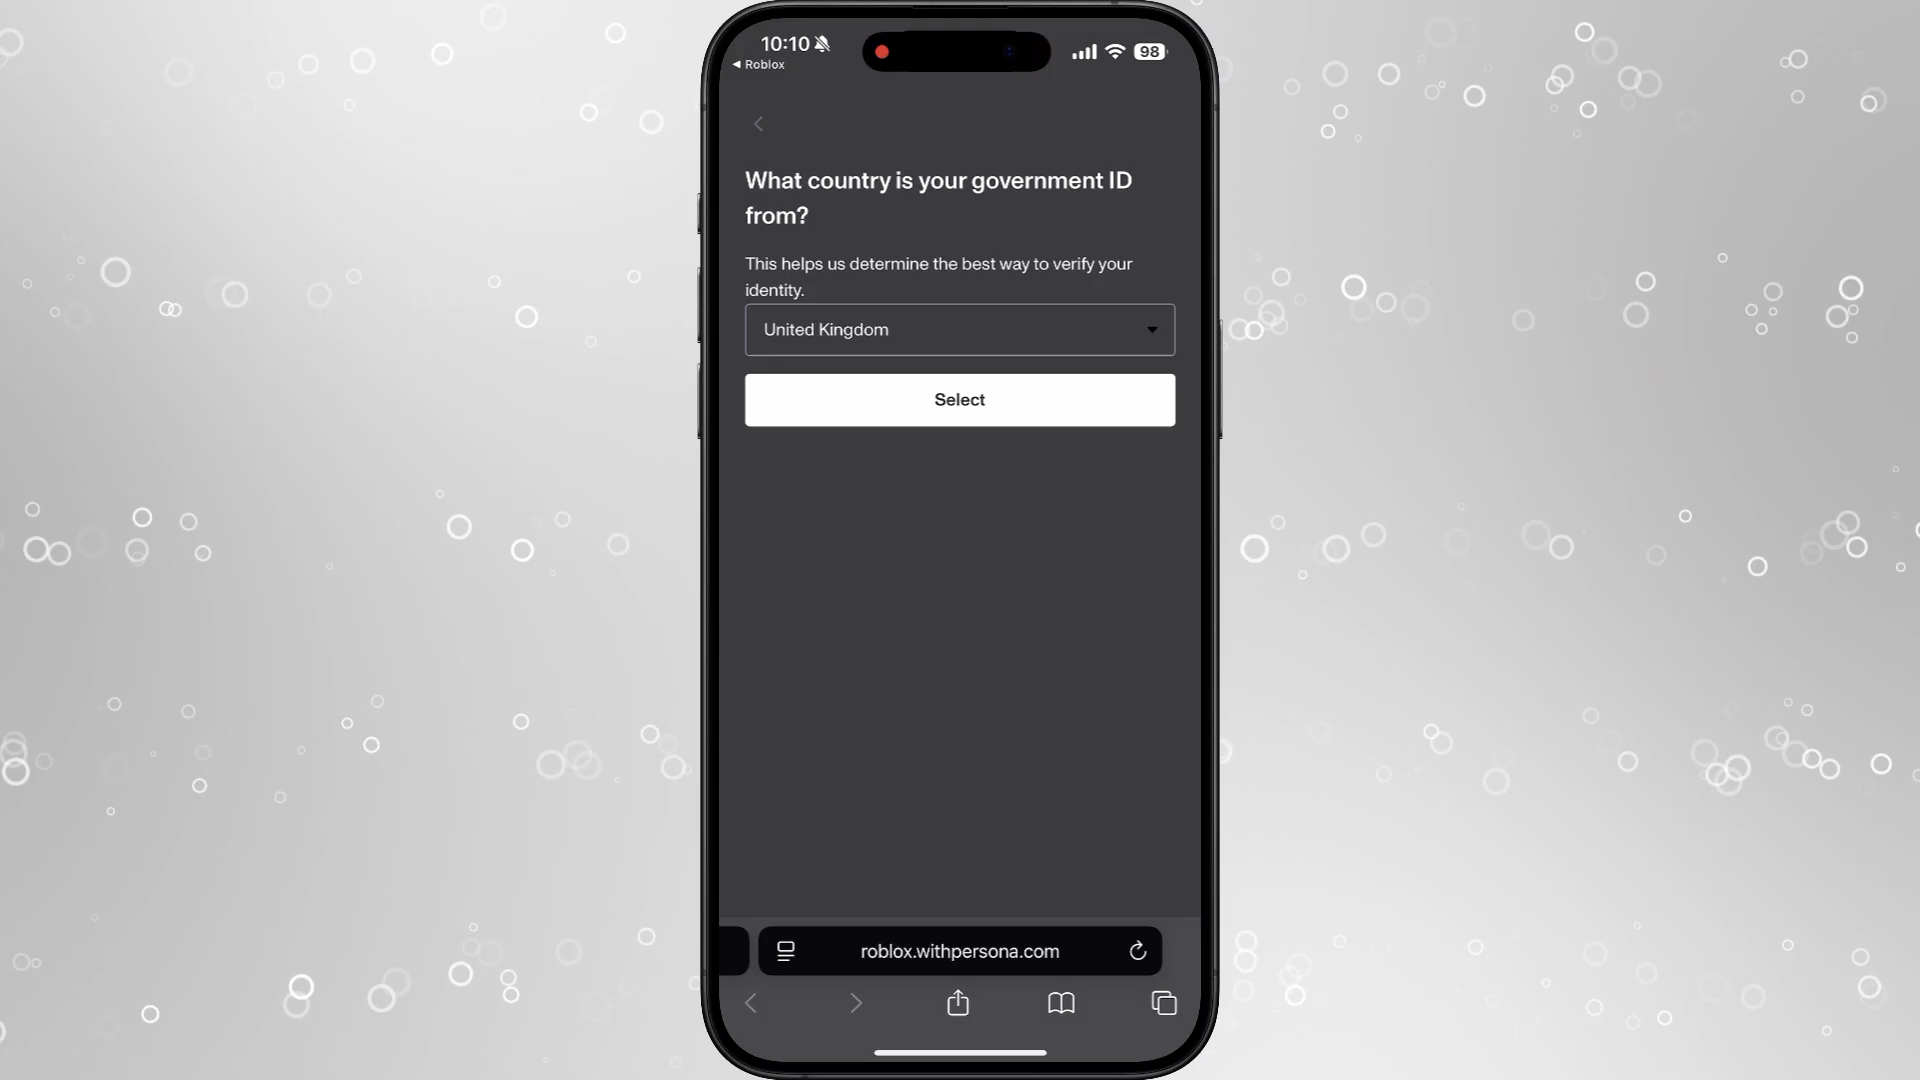 10:10
98
◀ Roblox
What country is your government ID
from?
This helps us determine the best way to verify your
identity.
United Kingdom
Select
roblox.withpersona.com